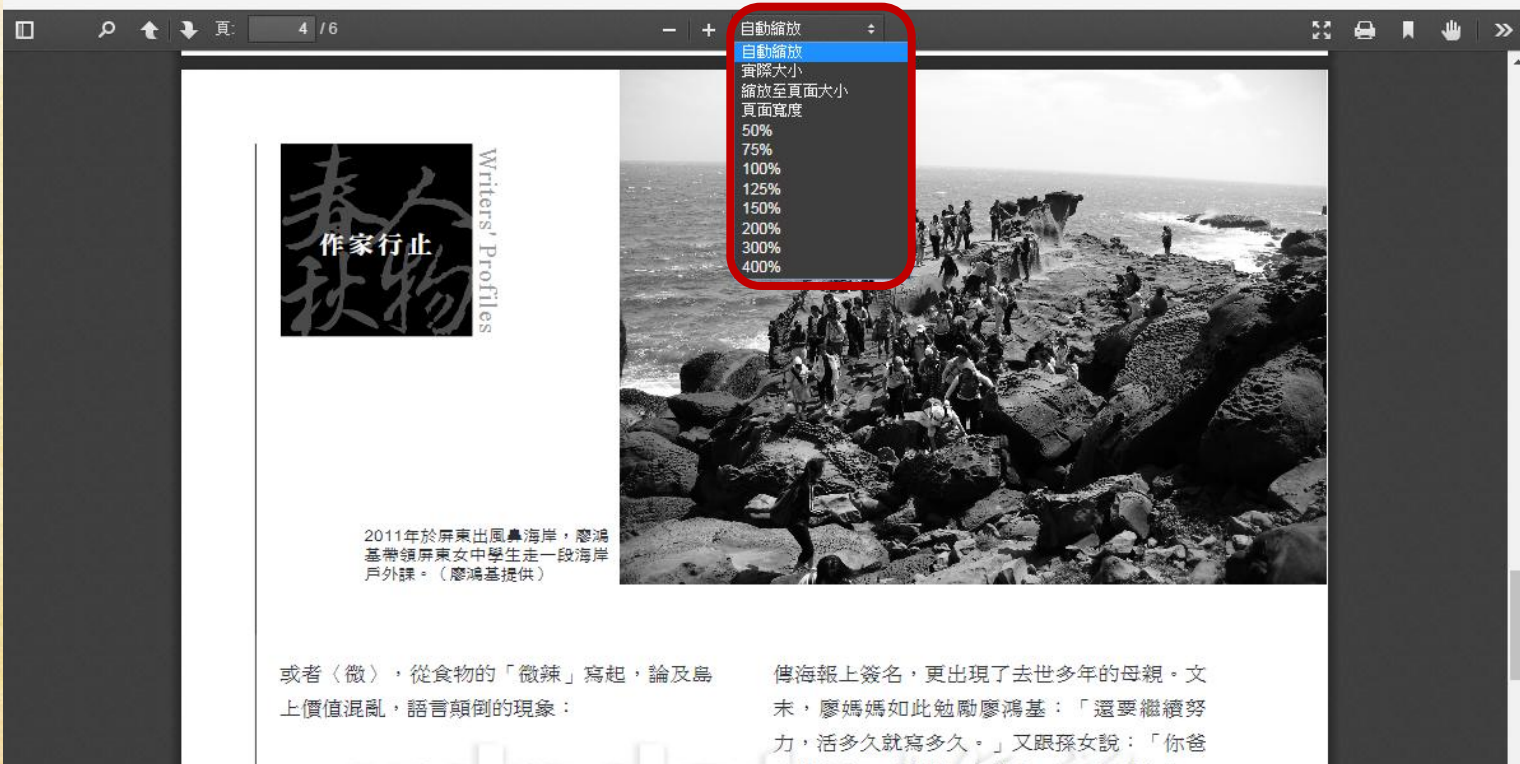 頁: 4 / 6
自動縮放
自動縮放
實際大小
縮放至頁面大小
頁面寬度
50%
75%
100%
125%
150%
200%
300%
400%
春人
秋物
作家行止
Writers' Profiles
2011年於屏東出風鼻海岸,廖鴻
基帶領屏東女中學生走一段海岸
戶外課。(廖鴻基提供)
或者〈微〉,從食物的「微辣」寫起,論及島
上價值混亂,語言顛倒的現象:
傳海報上簽名,更出現了去世多年的母親。文
末,廖媽媽如此勉勵廖鴻基:「還要繼續努
力,活多久就寫多久。」又跟孫女說:「你爸